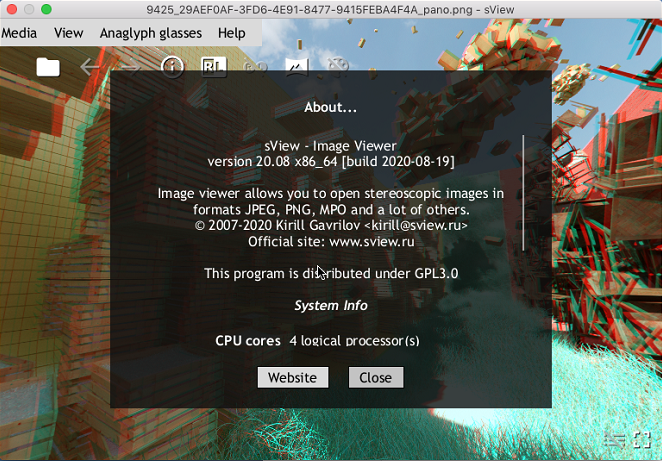 9425_29AEF0AF-3FD6-4E91-8477-9415FEBA4F4A_pano.png - sView
Media View Anaglyph glasses Help
RL
About...
sView - Image Viewer
version 20.08 x86_64 [build 2020-08-19]
Image viewer allows you to open stereoscopic images in
formats JPEG, PNG, MPO and a lot of others.
© 2007-2020 Kirill Gavrilov <kirill@sview.ru>
Official site: www.sview.ru
This program is distributed under GPL3.0
System Info
CPU cores 4 logical processor(s)
Website Close